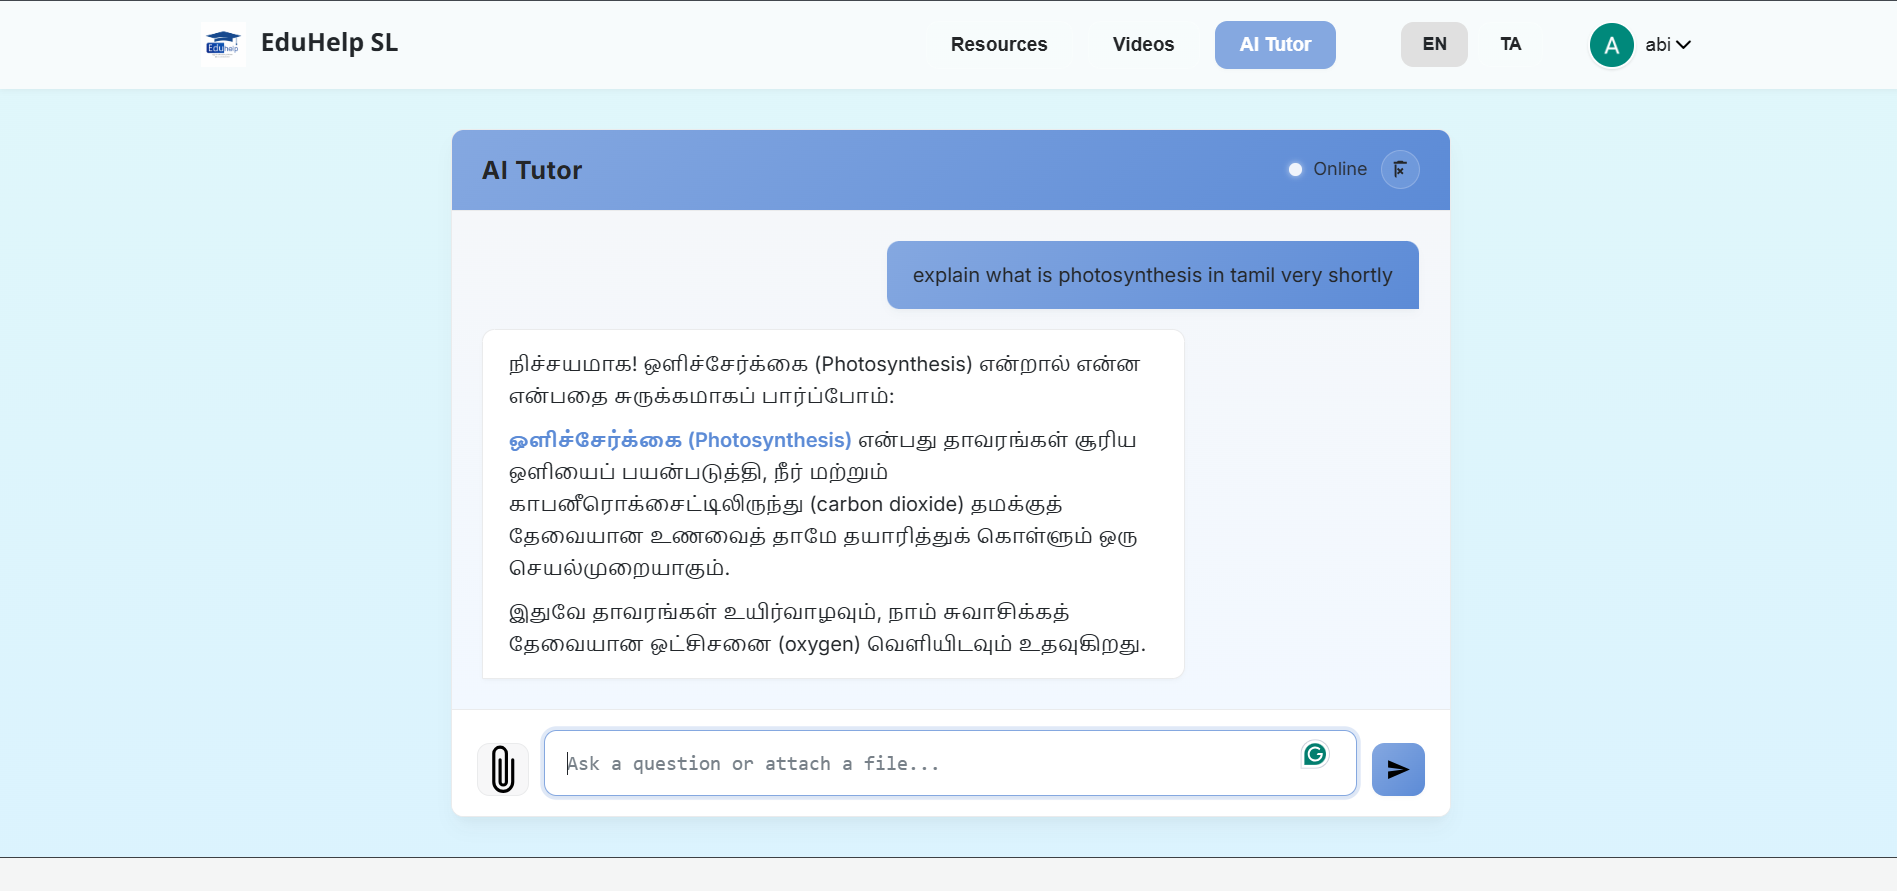 Eduhelp
EduHelp SL
Resources
Videos
AI Tutor
EN
TA
A
abi
AI Tutor
Online
explain what is photosynthesis in tamil very shortly
நிச்சயமாக! ஒளிச்சேர்க்கை (Photosynthesis) என்றால் என்ன
என்பதை சுருக்கமாகப் பார்ப்போம்:
ஒளிச்சேர்க்கை (Photosynthesis) என்பது தாவரங்கள் சூரிய
ஒளியைப் பயன்படுத்தி, நீர் மற்றும்
காபனீரொக்சைட்டிலிருந்து (carbon dioxide) தமக்குத்
தேவையான உணவைத் தாமே தயாரித்துக் கொள்ளும் ஒரு
செயல்முறையாகும்.
இதுவே தாவரங்கள் உயிர்வாழவும், நாம் சுவாசிக்கத்
தேவையான ஒட்சிசனை (oxygen) வெளியிடவும் உதவுகிறது.
Ask a question or attach a file...